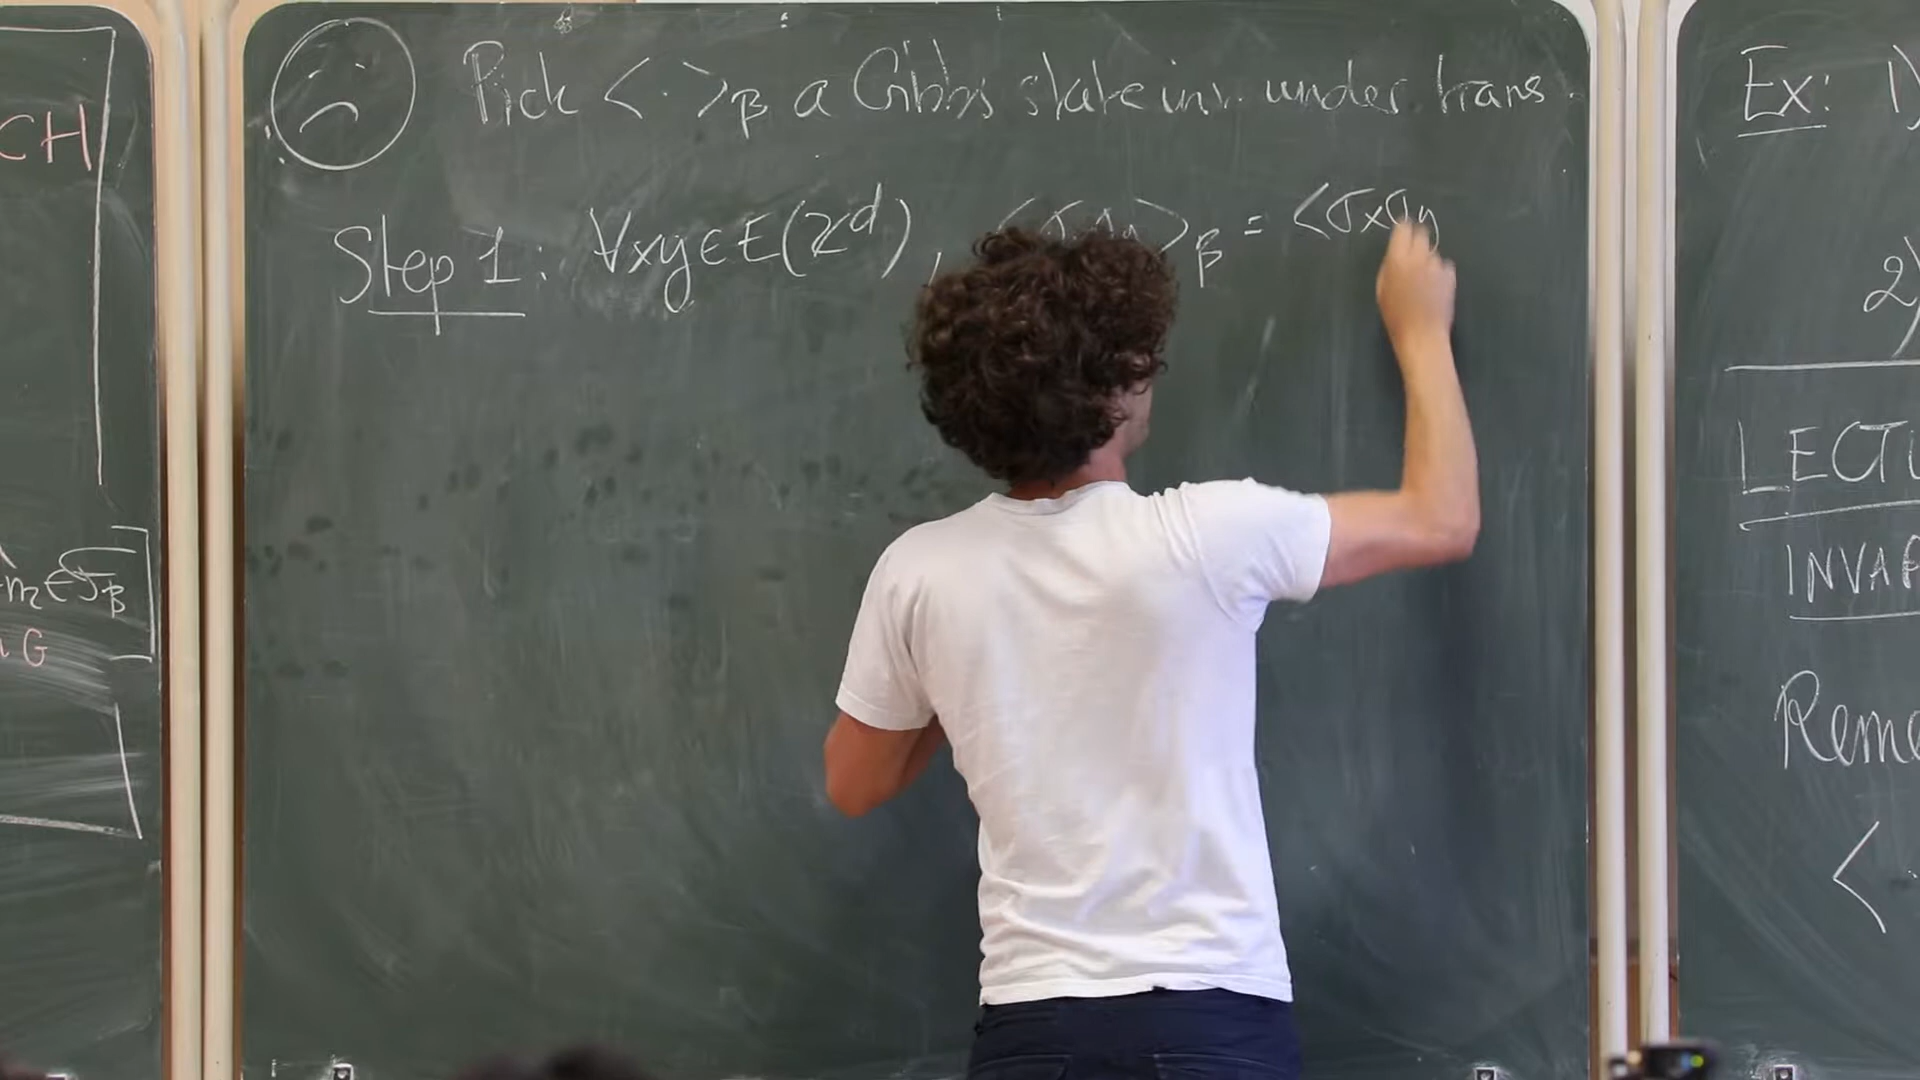 CH
m ∈ 𝒢β
G
Pick < · >β a Gibbs state inv. under trans.
Step 1: ∀xy∈E(ℤᵈ), <σxσy>β = <σxσy
Ex: 1)
2)
LECTU
INVAR
Reme
<